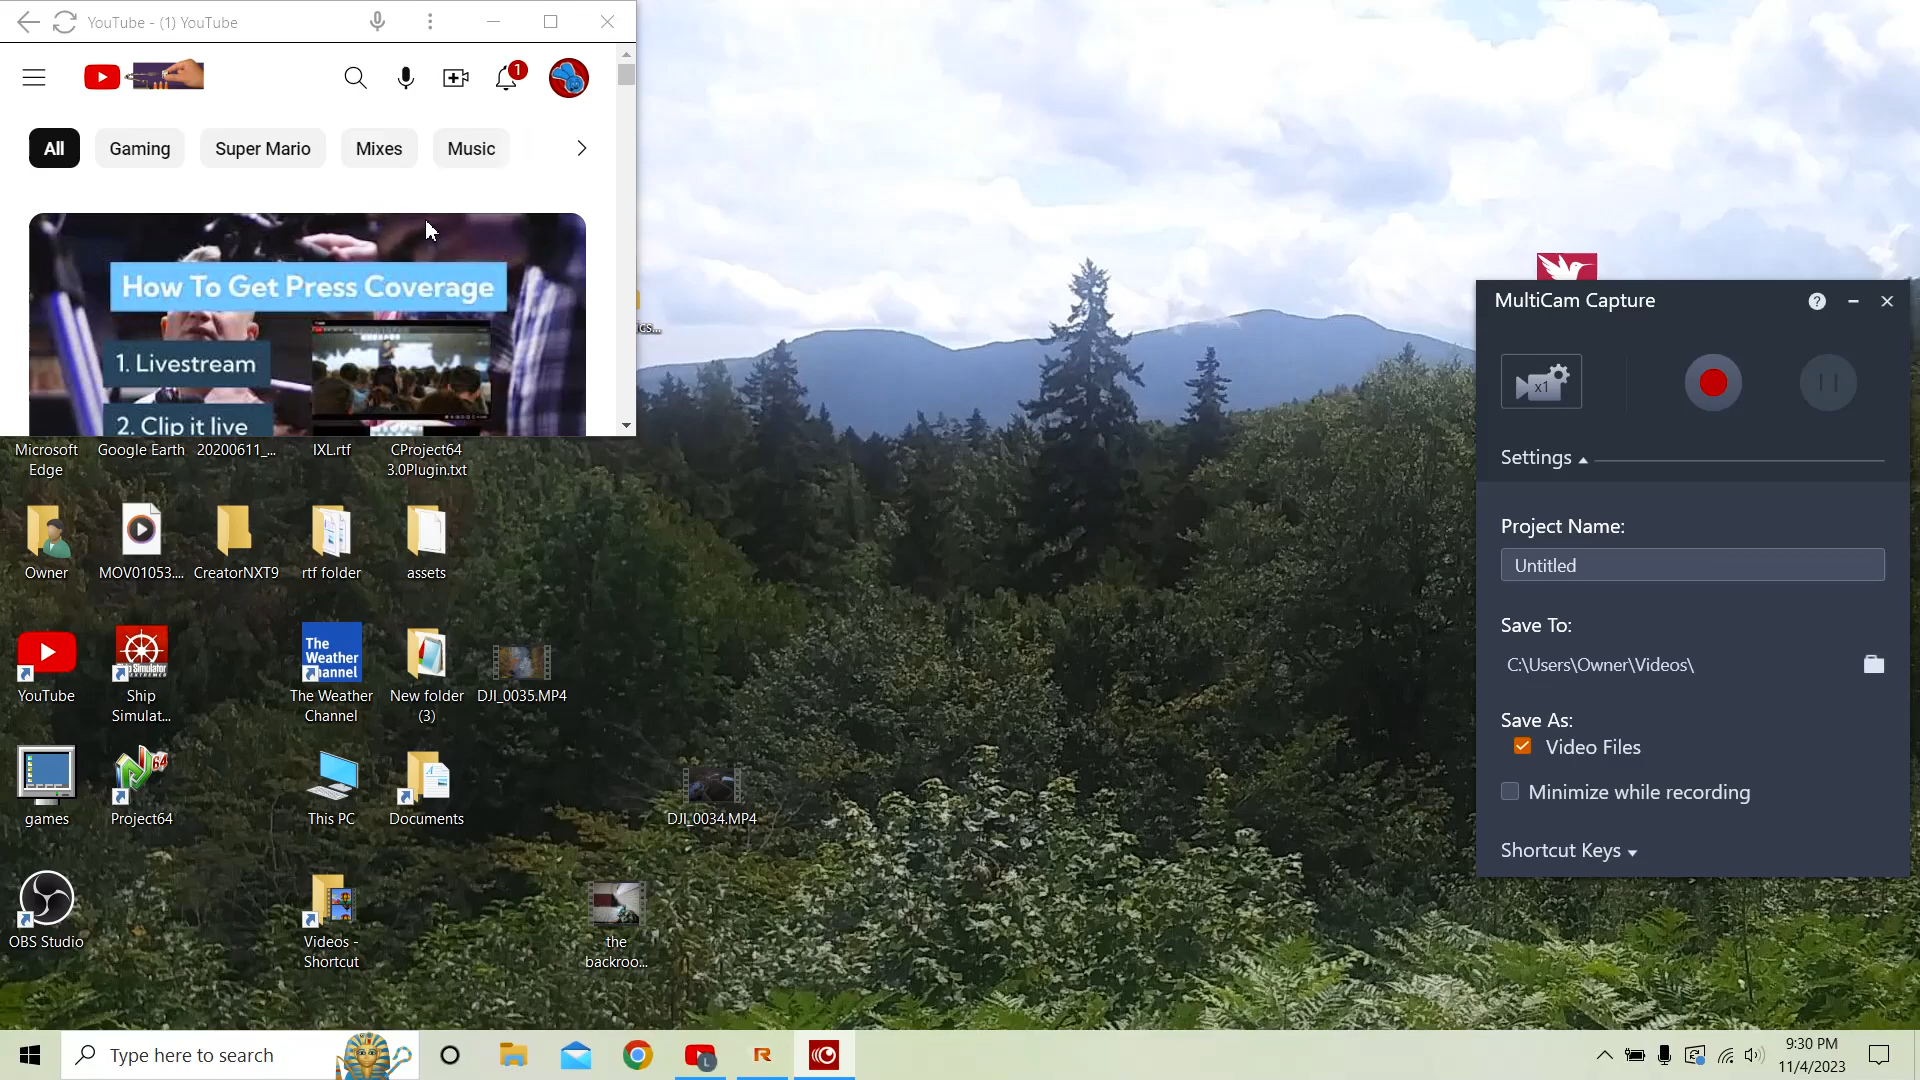 YouTube - (1) YouTube
1
All
Gaming
Super Mario
Mixes
Music
How To Get Press Coverage
1. Livestream
2. Clip it live
MultiCam Capture
?
x1
Settings
Project Name:
Untitled
Save To:
C:\Users\Owner\Videos\
Save As:
Video Files
Minimize while recording
Shortcut Keys
ics...
Microsoft
Edge
Google Earth
20200611_...
IXL.rtf
CProject64
3.0Plugin.txt
Owner
MOV01053....
CreatorNXT9
rtf folder
assets
YouTube
Ship
Simulat...
The
Weather
Channel
The Weather
Channel
New folder
(3)
DJI_0035.MP4
games
64
Project64
This PC
Documents
DJI_0034.MP4
OBS Studio
Videos -
Shortcut
the
backroo...
Type here to search
L
R
9:30 PM
11/4/2023